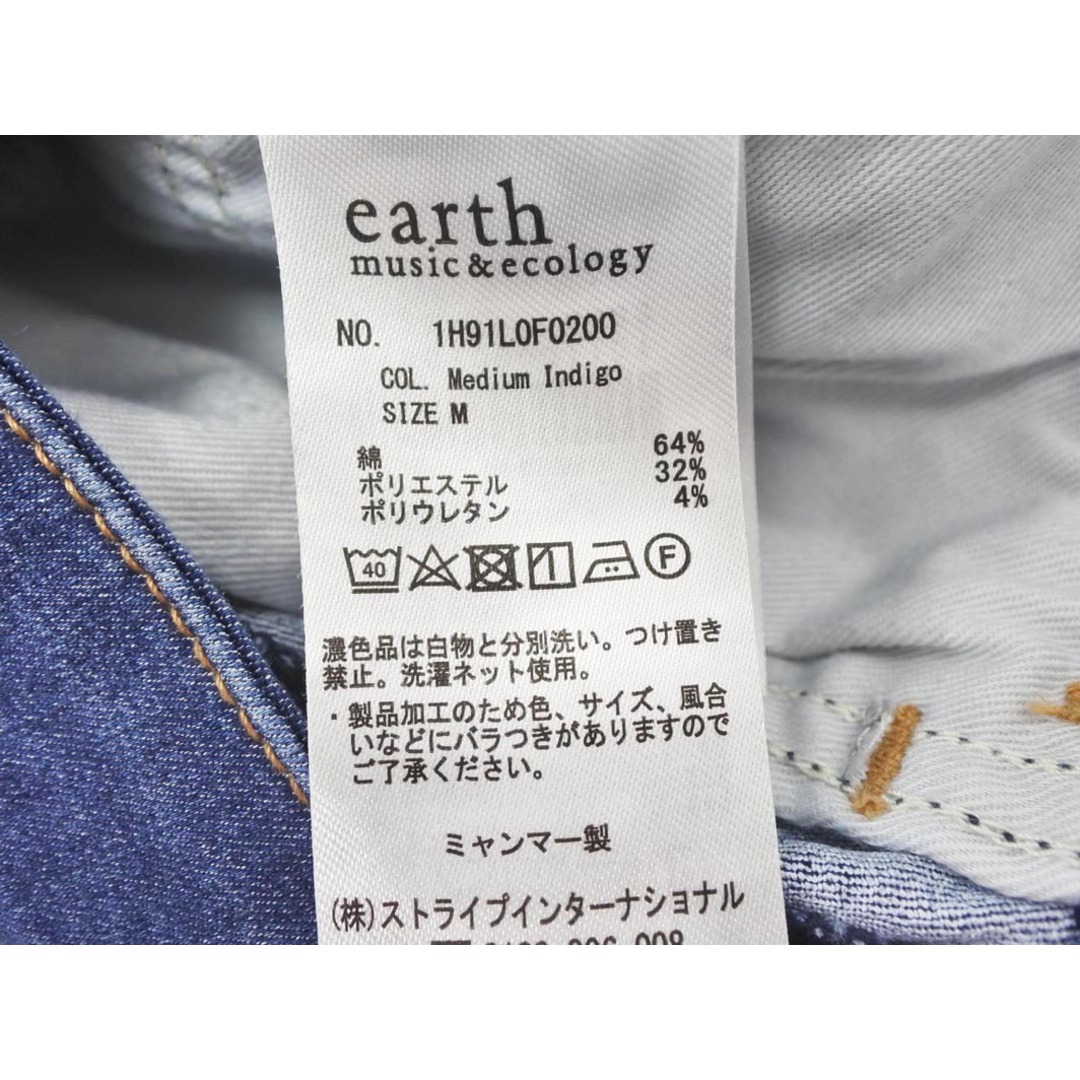 earth
music&ecology
NO. 1H91L0F0200
COL. Medium Indigo
SIZE M
綿 64%
ポリエステル 32%
ポリウレタン 4%
40 F
濃色品は白物と分別洗い。つけ置き
禁止。洗濯ネット使用。
・製品加工のため色、サイズ、風合
いなどにバラつきがありますので
ご了承ください。
ミャンマー製
(株)ストライプインターナショナル